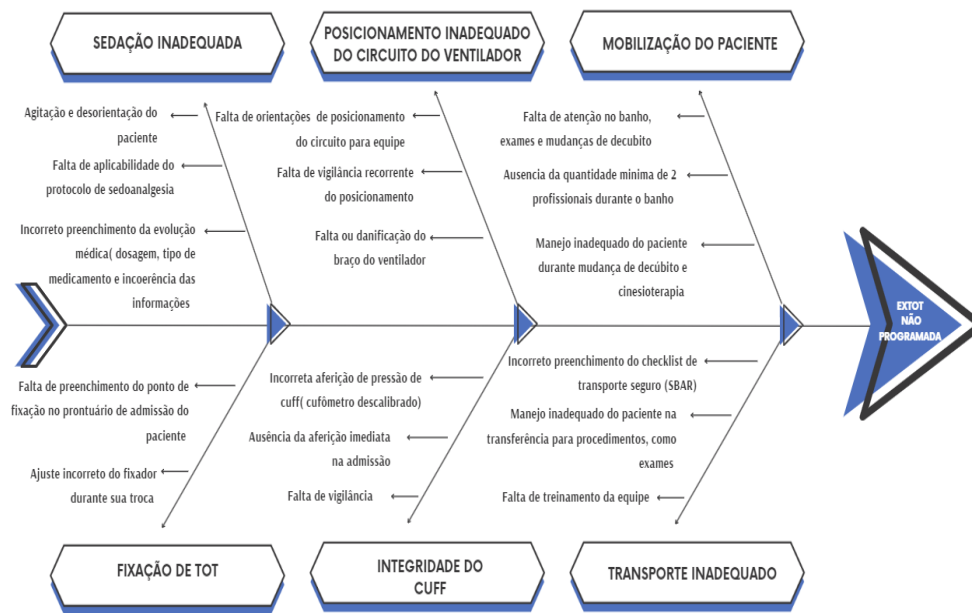 SEDAÇÃO INADEQUADA
Agitação e desorientação do
paciente
Falta de aplicabilidade do
protocolo de sedoanalgesia
Incorreto preenchimento da evolução
médica( dosagem, tipo de
medicamento e incoerência das
informações
POSICIONAMENTO INADEQUADO
DO CIRCUITO DO VENTILADOR
Falta de orientações de posicionamento
do circuito para equipe
Falta de vigilância recorrente
do posicionamento
Falta ou danificação do
braço do ventilador
MOBILIZAÇÃO DO PACIENTE
Falta de atenção no banho,
exames e mudanças de decubito
Ausencia da quantidade mínima de 2
profissionais durante o banho
Manejo inadequado do paciente
durante mudança de decúbito e
cinesioterapia
EXTOT
NÃO
PROGRAMADA
Falta de preenchimento do ponto de
fixação no prontuário de admissão do
paciente
Ajuste incorreto do fixador
durante sua troca
FIXAÇÃO DE TOT
Incorreta aferição de pressão de
cuff( cufômetro descalibrado)
Ausência da aferição imediata
na admissão
Falta de vigilância
INTEGRIDADE DO
CUFF
Incorreto preenchimento do checklist de
transporte seguro (SBAR)
Manejo inadequado do paciente na
transferência para procedimentos, como
exames
Falta de treinamento da equipe
TRANSPORTE INADEQUADO